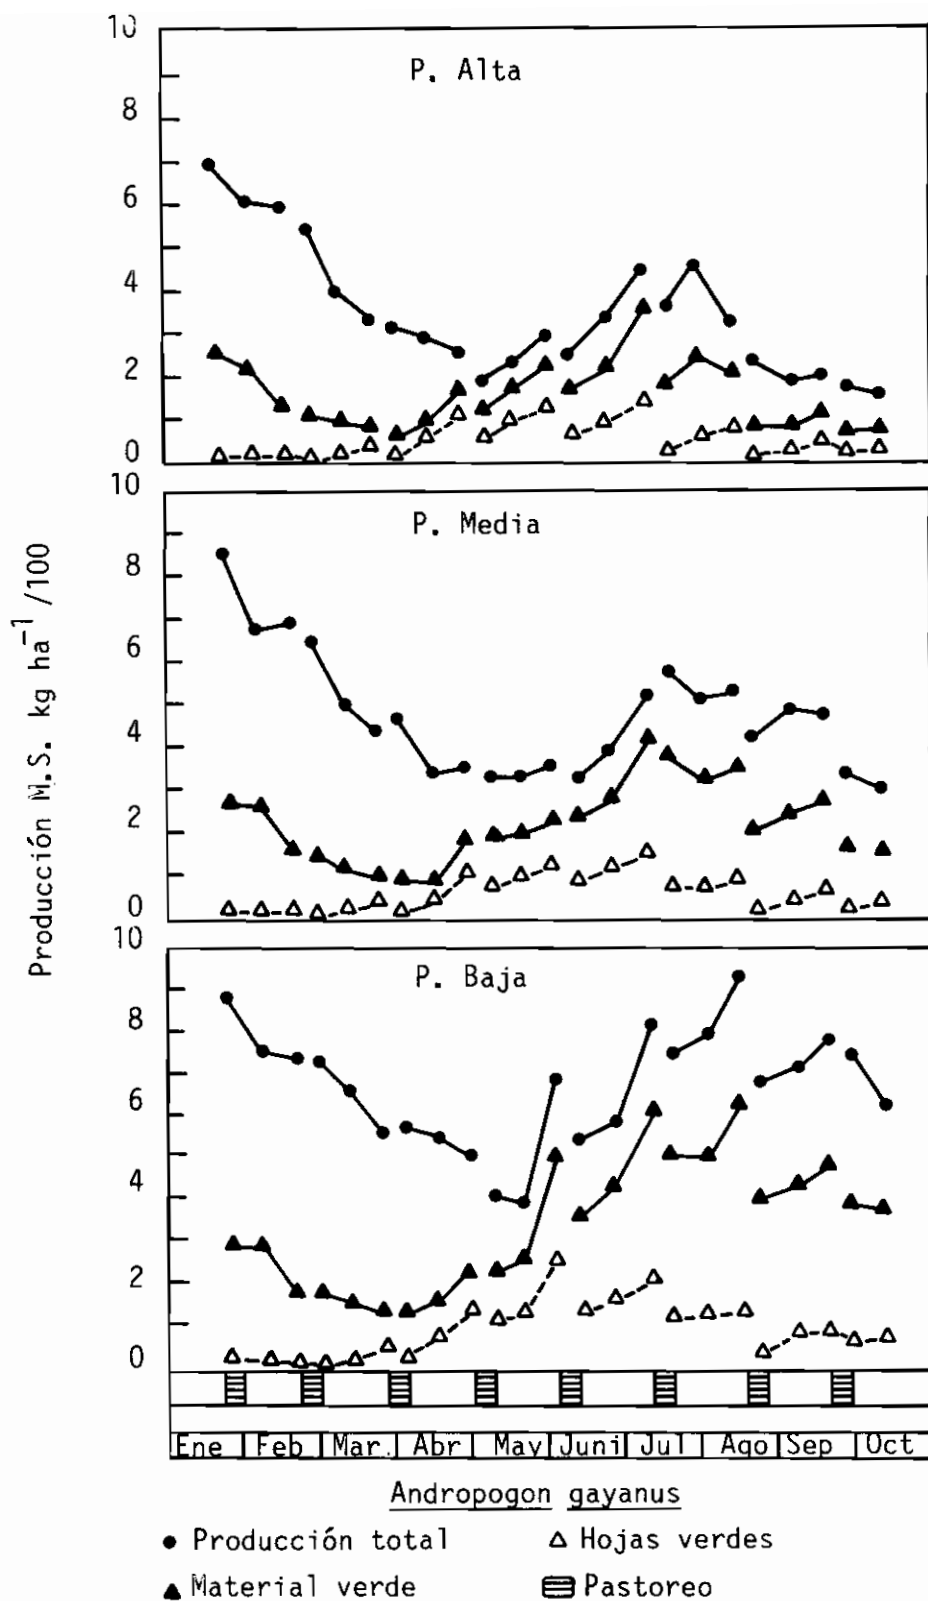 10
P. Alta
8
6
4
2
0
10
P. Media
8
6
4
2
0
10
P. Baja
8
6
4
2
0
Producción M.S. kg ha⁻¹/100
Ene Feb Mar. Abr May Juni Jul Ago Sep Oct
Andropogon gayanus
● Producción total
△ Hojas verdes
▲ Material verde
Pastoreo